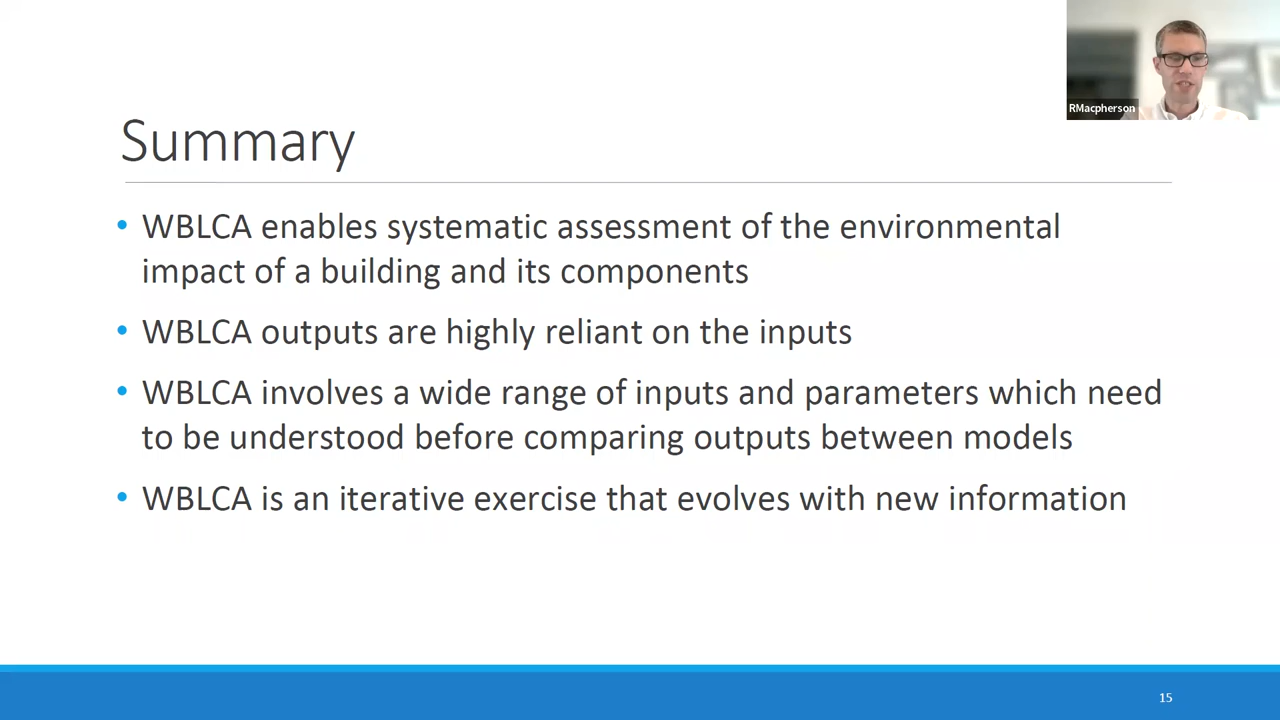 RMacpherson
Summary
• WBLCA enables systematic assessment of the environmental
impact of a building and its components
• WBLCA outputs are highly reliant on the inputs
• WBLCA involves a wide range of inputs and parameters which need
to be understood before comparing outputs between models
• WBLCA is an iterative exercise that evolves with new information
15